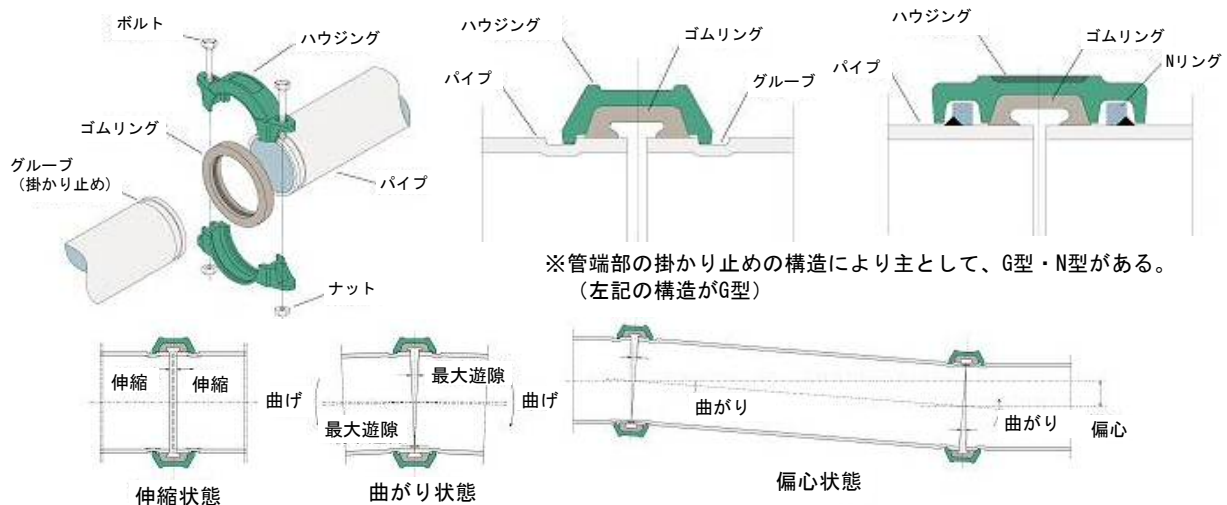 ボルト
ハウジング
ゴムリング
グルーブ
(掛かり止め)
パイプ
ナット
ハウジング
ゴムリング
パイプ
グルーブ
ハウジング
ゴムリング
Nリング
パイプ
※管端部の掛かり止めの構造により主として、G型・N型がある。
(左記の構造がG型)
伸縮
伸縮
伸縮状態
曲げ
最大遊隙
最大遊隙
曲げ
曲がり状態
曲がり
曲がり
偏心
偏心状態